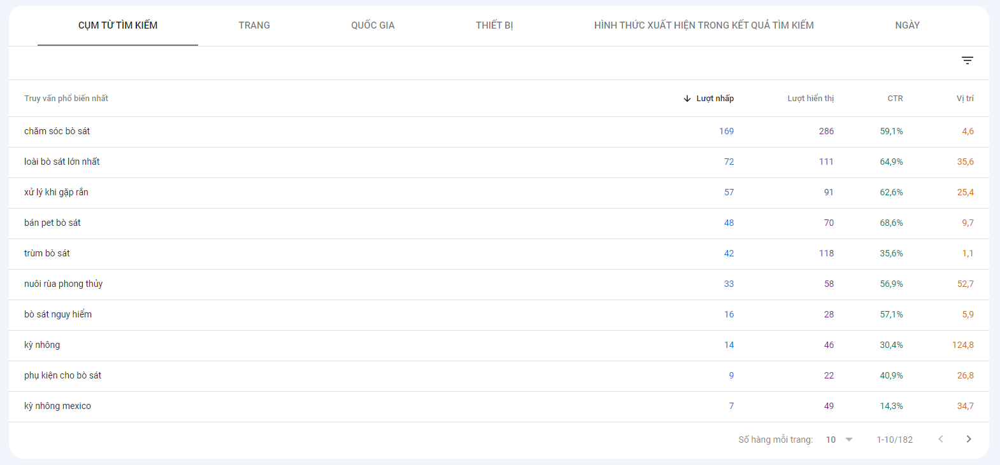 CỤM TỪ TÌM KIẾM TRANG QUỐC GIA THIẾT BỊ HÌNH THỨC XUẤT HIỆN TRONG KẾT QUẢ TÌM KIẾM NGÀY
Truy vấn phổ biến nhất Lượt nhấp Lượt hiển thị CTR Vị trí
chăm sóc bò sát 169 286 59,1% 4,6
loài bò sát lớn nhất 72 111 64,9% 35,6
xử lý khi gặp rắn 57 91 62,6% 25,4
bán pet bò sát 48 70 68,6% 9,7
trùm bò sát 42 118 35,6% 1,1
nuôi rùa phong thủy 33 58 56,9% 52,7
bò sát nguy hiểm 16 28 57,1% 5,9
kỳ nhông 14 46 30,4% 124,8
phụ kiện cho bò sát 9 22 40,9% 26,8
kỳ nhông mexico 7 49 14,3% 34,7
Số hàng mỗi trang: 10 1-10/182